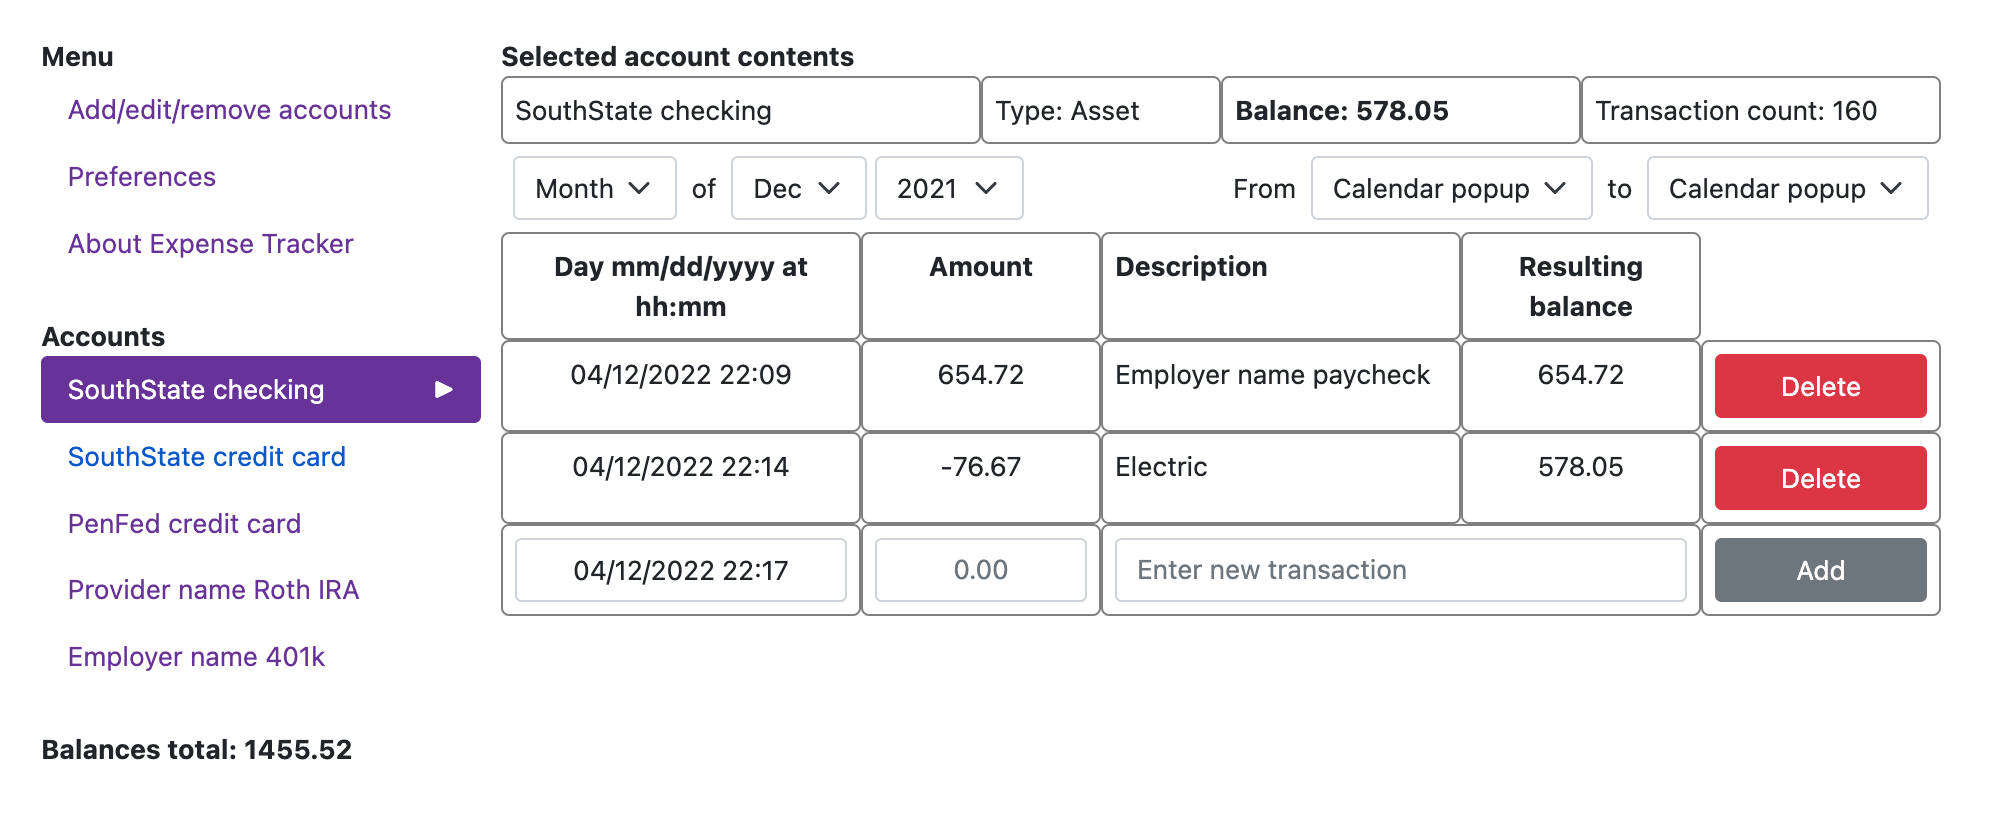 Menu
Add/edit/remove accounts
Preferences
About Expense Tracker
Accounts
SouthState checking
SouthState credit card
PenFed credit card
Provider name Roth IRA
Employer name 401k
Balances total: 1455.52
Selected account contents
SouthState checking Type: Asset Balance: 578.05 Transaction count: 160
Month of Dec 2021 From Calendar popup to Calendar popup
Day mm/dd/yyyy at hh:mm Amount Description Resulting balance
04/12/2022 22:09 654.72 Employer name paycheck 654.72 Delete
04/12/2022 22:14 -76.67 Electric 578.05 Delete
04/12/2022 22:17 0.00 Enter new transaction Add